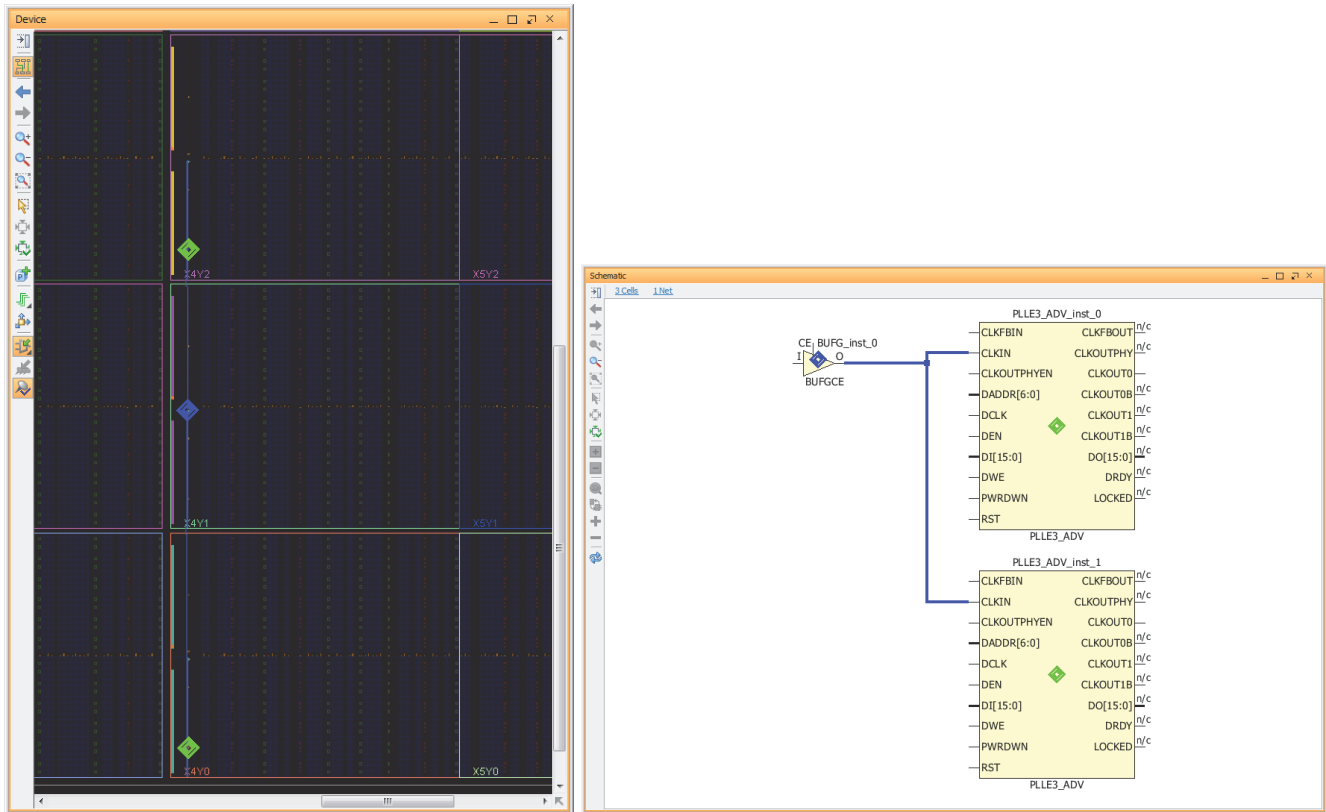 Device
X4Y2
X5Y2
X4Y1
X5Y1
X4Y0
X5Y0
Schematic
3 Cells
1 Net
CE BUFG_inst_0
I
O
BUFGCE
PLLE3_ADV_inst_0
CLKFBIN
CLKFBOUT
n/c
CLKIN
CLKOUTPHY
n/c
CLKOUTPHYEN
CLKOUT0
DADDR[6:0]
CLKOUT0B
n/c
DCLK
CLKOUT1
n/c
DEN
CLKOUT1B
n/c
DI[15:0]
DO[15:0]
n/c
DWE
DRDY
n/c
PWRDWN
LOCKED
n/c
RST
PLLE3_ADV
PLLE3_ADV_inst_1
CLKFBIN
CLKFBOUT
n/c
CLKIN
CLKOUTPHY
n/c
CLKOUTPHYEN
CLKOUT0
DADDR[6:0]
CLKOUT0B
n/c
DCLK
CLKOUT1
n/c
DEN
CLKOUT1B
n/c
DI[15:0]
DO[15:0]
n/c
DWE
DRDY
n/c
PWRDWN
LOCKED
n/c
RST
PLLE3_ADV